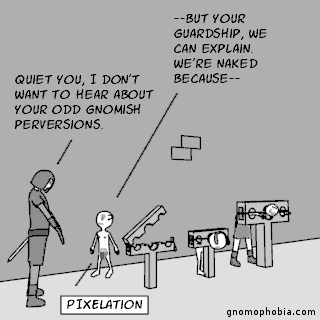 --BUT YOUR
GUARDSHIP, WE
CAN EXPLAIN.
WE'RE NAKED
BECAUSE--
QUIET YOU, I DON'T
WANT TO HEAR ABOUT
YOUR ODD GNOMISH
PERVERSIONS.
PIXELATION
gnomophobia.com